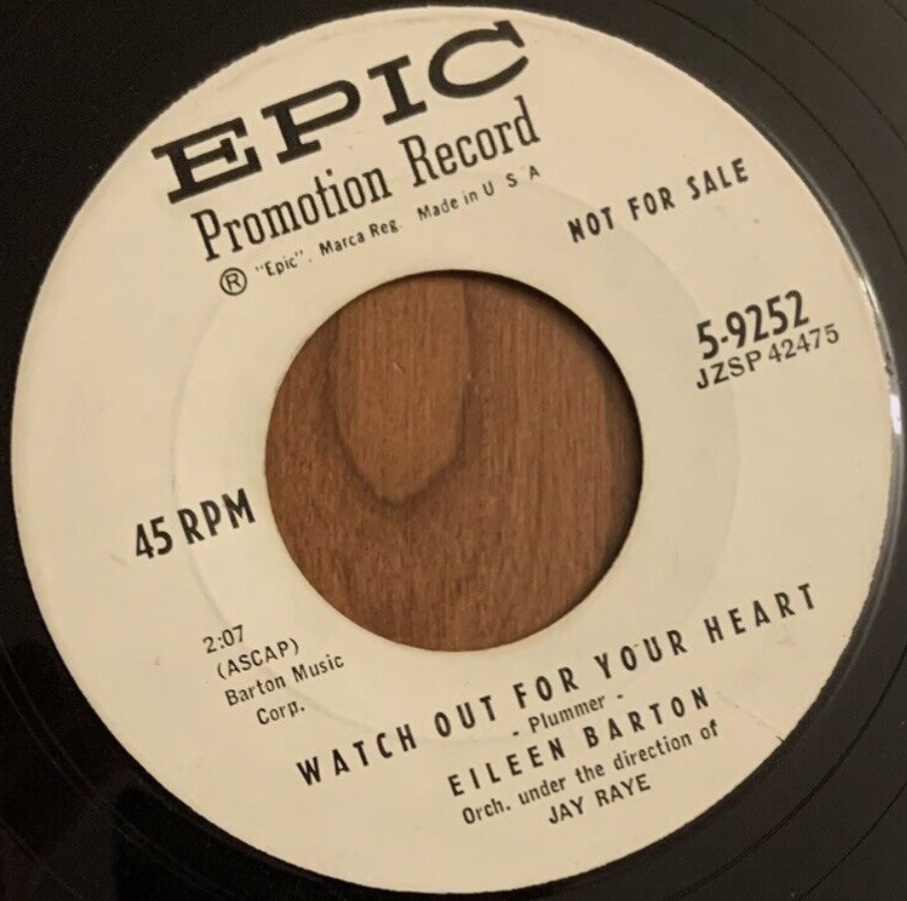 EPIC
Promotion Record
® "Epic". Marca Reg. Made in U S A
NOT FOR SALE
5-9252
JZSP 42475
45 RPM
2:07
(ASCAP)
Barton Music
Corp.
WATCH OUT FOR YOUR HEART
- Plummer -
EILEEN BARTON
Orch. under the direction of
JAY RAYE